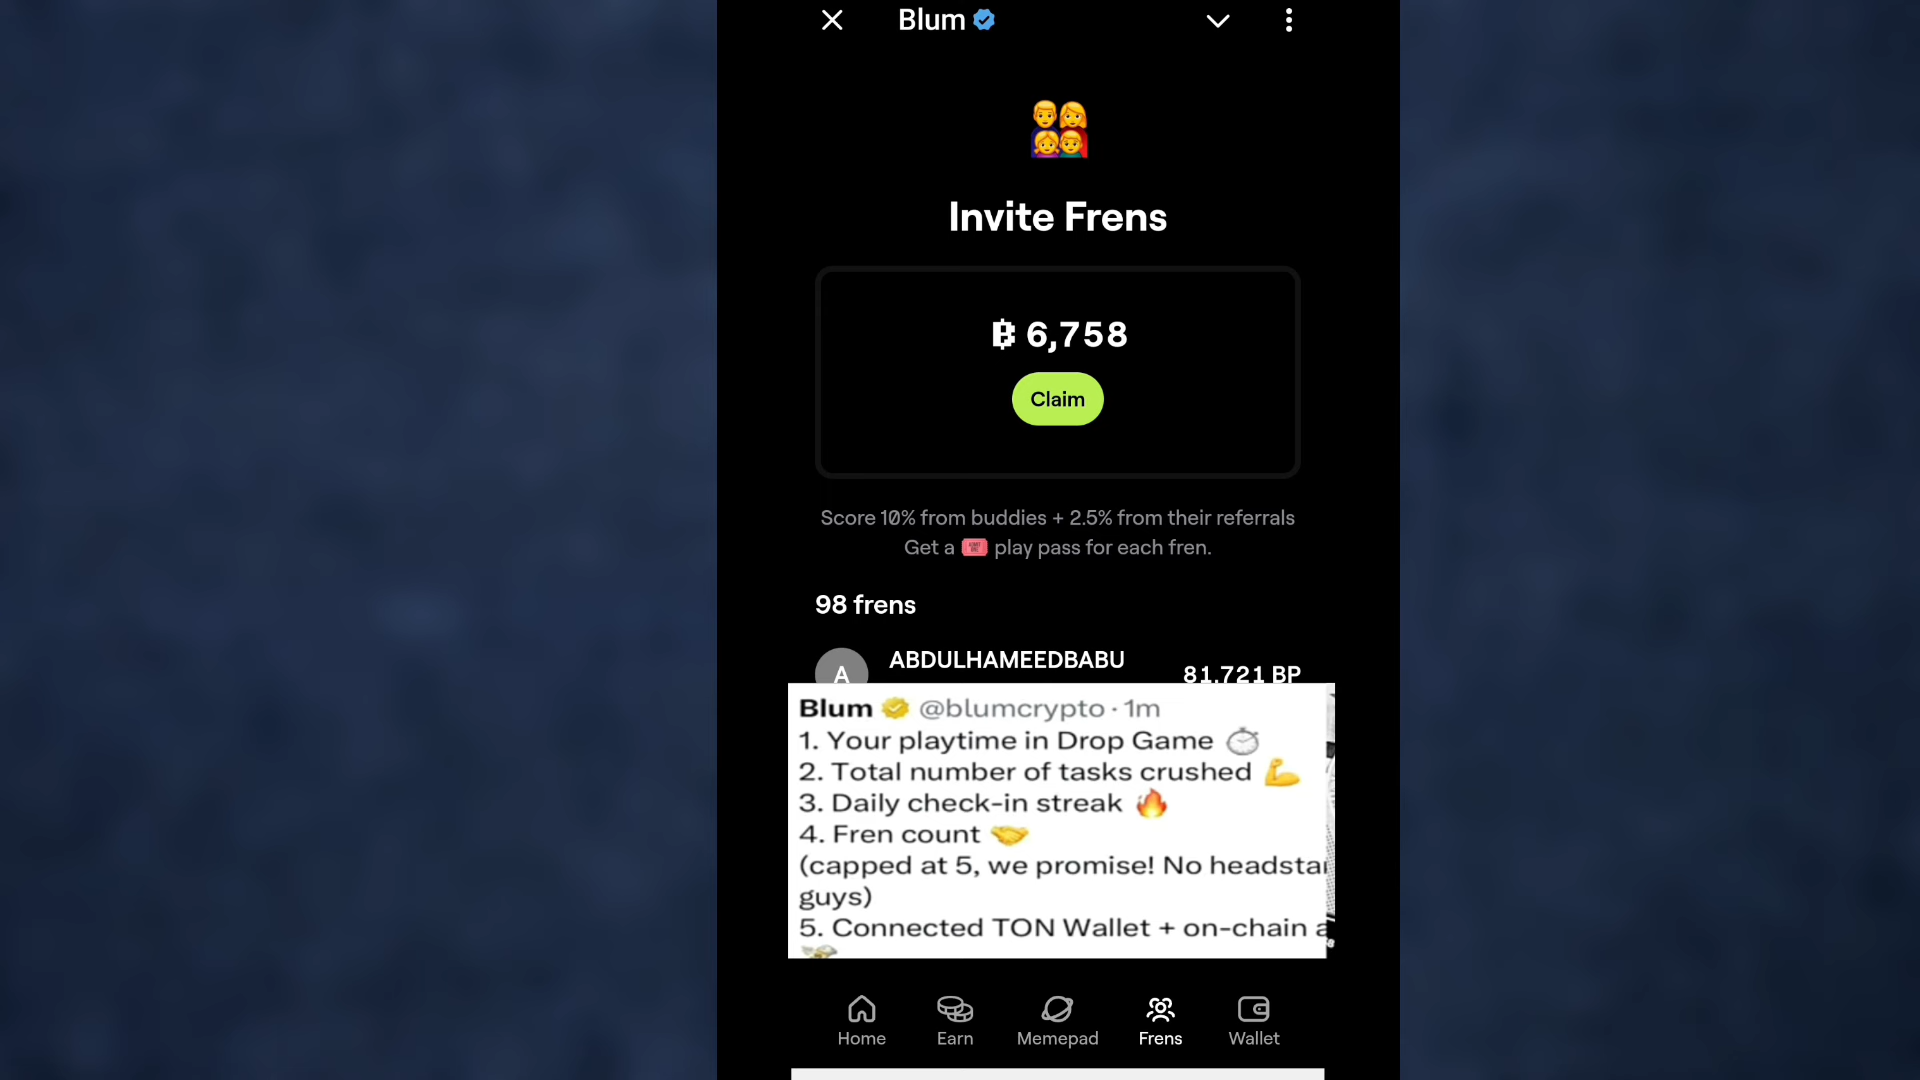 Blum
Invite Frens
6,758
Claim
Score 10% from buddies + 2.5% from their referrals
Get a play pass for each fren.
98 frens
A
ABDULHAMEEDBABU
81,721 BP
Blum @blumcrypto · 1m
1. Your playtime in Drop Game
2. Total number of tasks crushed
3. Daily check-in streak
4. Fren count
(capped at 5, we promise! No
guys)
5. Connected TON Wallet + on-chain
Home
Earn
Memepad
Frens
Wallet